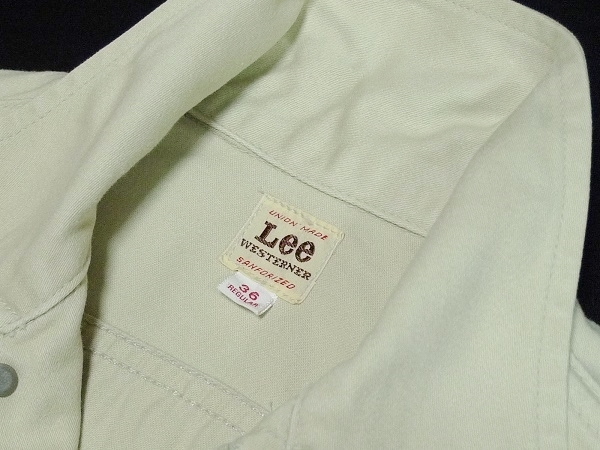 UNION MADE
Lee
WESTERNER
SANFORIZED
36
REGULAR